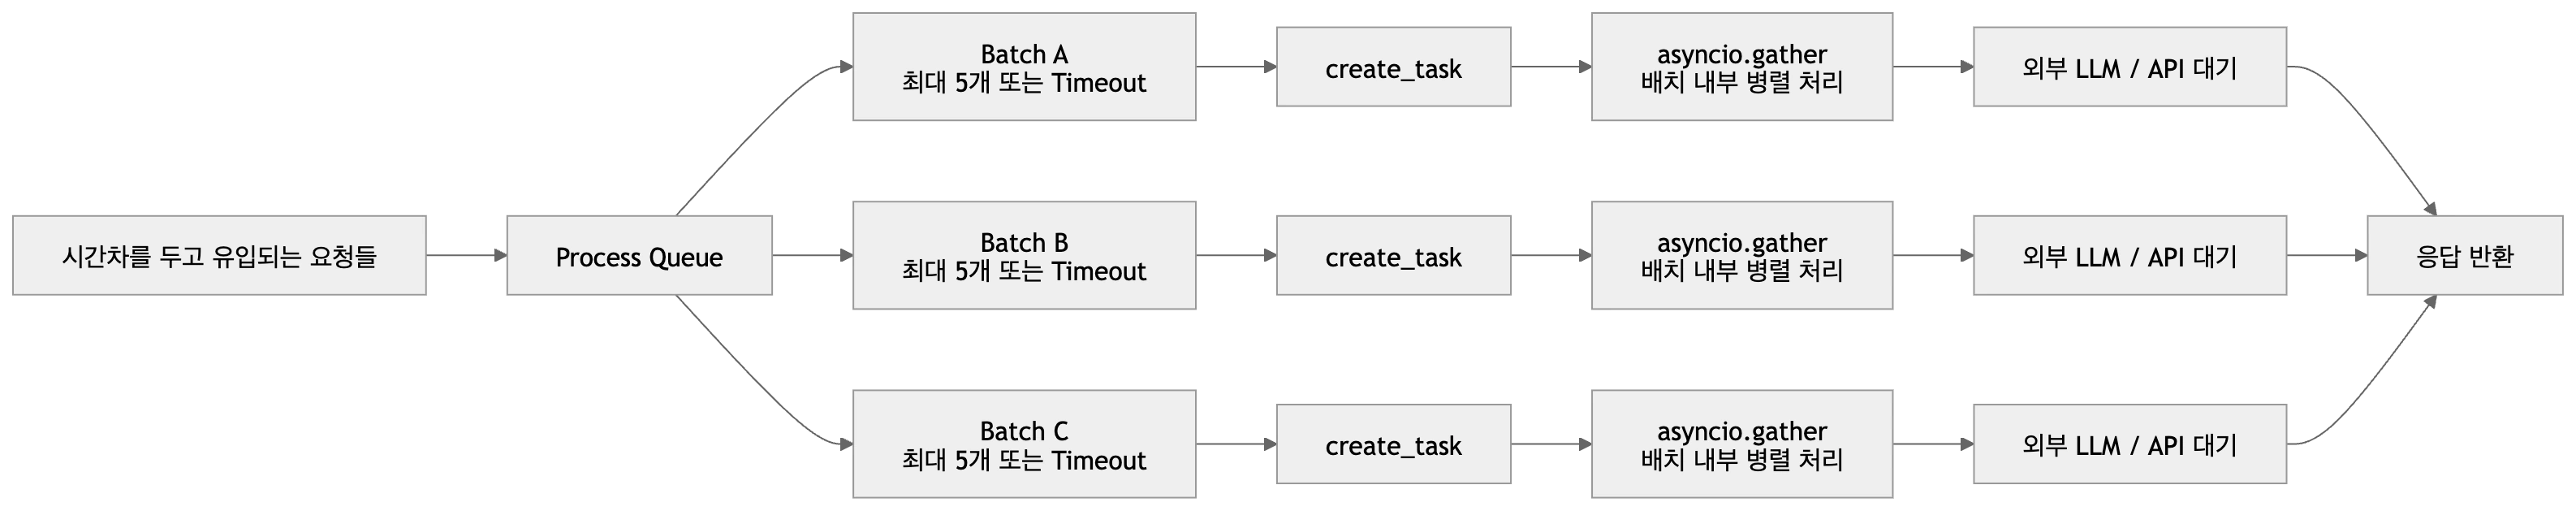 시간차를 두고 유입되는 요청들
Process Queue
Batch A
최대 5개 또는 Timeout
create_task
asyncio.gather
배치 내부 병렬 처리
외부 LLM / API 대기
Batch B
최대 5개 또는 Timeout
create_task
asyncio.gather
배치 내부 병렬 처리
외부 LLM / API 대기
Batch C
최대 5개 또는 Timeout
create_task
asyncio.gather
배치 내부 병렬 처리
외부 LLM / API 대기
응답 반환